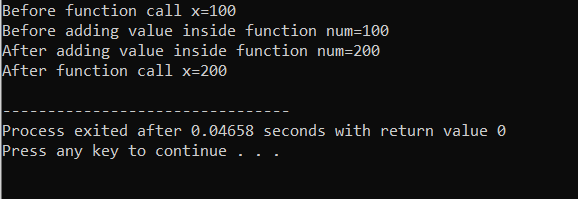 Before function call x=100
Before adding value inside function num=100
After adding value inside function num=200
After function call x=200
--------------------------------
Process exited after 0.04658 seconds with return value 0
Press any key to continue . . .